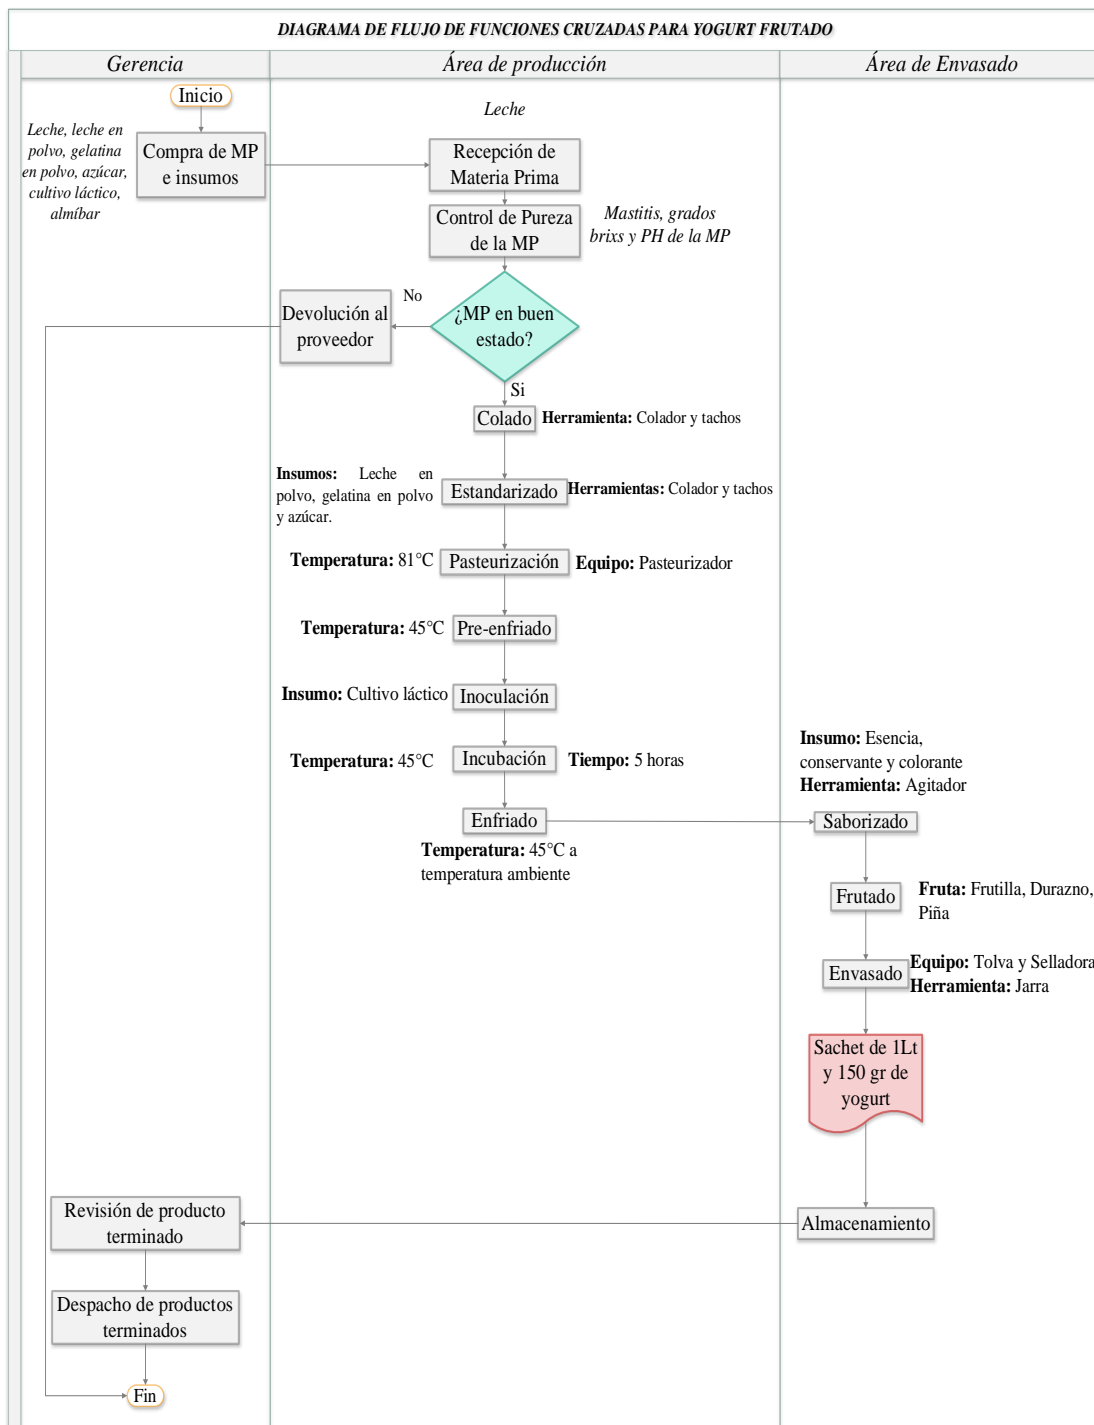 DIAGRAMA DE FLUJO DE FUNCIONES CRUZADAS PARA YOGURT FRUTADO
Gerencia
Área de producción
Área de Envasado
Inicio
Leche
Leche, leche en
polvo, gelatina
en polvo, azúcar,
cultivo láctico,
almíbar
Compra de MP
e insumos
Recepción de
Materia Prima
Control de Pureza
de la MP
Mastitis, grados
brixs y PH de la MP
Devolución al
proveedor
No
¿MP en buen
estado?
Si
Colado
Herramienta: Colador y tachos
Insumos: Leche en
polvo, gelatina en polvo
y azúcar.
Estandarizado
Herramientas: Colador y tachos
Temperatura: 81°C
Pasteurización
Equipo: Pasteurizador
Temperatura: 45°C
Pre-enfriado
Insumo: Cultivo láctico
Inoculación
Temperatura: 45°C
Incubación
Tiempo: 5 horas
Enfriado
Temperatura: 45°C a
temperatura ambiente
Insumo: Esencia,
conservante y colorante
Herramienta: Agitador
Saborizado
Frutado
Fruta: Frutilla, Durazno,
Piña
Envasado
Equipo: Tolva y Selladora
Herramienta: Jarra
Sachet de 1Lt
y 150 gr de
yogurt
Almacenamiento
Revisión de producto
terminado
Despacho de productos
terminados
Fin